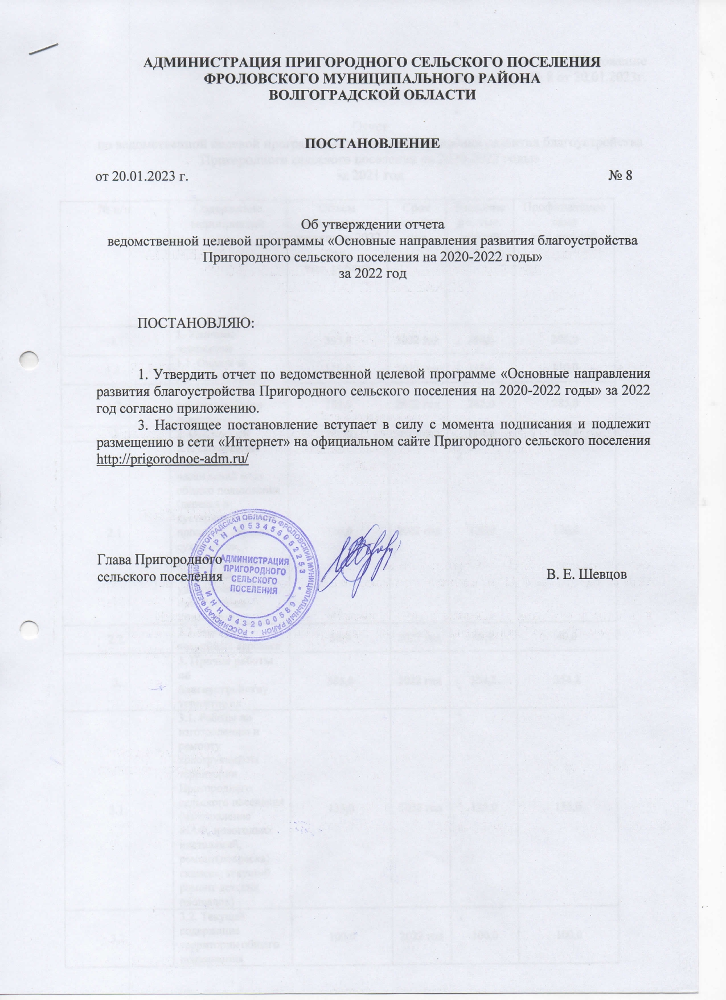 АДМИНИСТРАЦИЯ ПРИГОРОДНОГО СЕЛЬСКОГО ПОСЕЛЕНИЯ
ФРОЛОВСКОГО МУНИЦИПАЛЬНОГО РАЙОНА
ВОЛГОГРАДСКОЙ ОБЛАСТИ
ПОСТАНОВЛЕНИЕ
от 20.01.2023 г. № 8
Об утверждении отчета
ведомственной целевой программы «Основные направления развития благоустройства
Пригородного сельского поселения на 2020-2022 годы»
за 2022 год
ПОСТАНОВЛЯЮ:
1. Утвердить отчет по ведомственной целевой программе «Основные направления
развития благоустройства Пригородного сельского поселения на 2020-2022 годы» за 2022
год согласно приложению.
3. Настоящее постановление вступает в силу с момента подписания и подлежит
размещению в сети «Интернет» на официальном сайте Пригородного сельского поселения
http://prigorodnoe-adm.ru/
Глава Пригородного
сельского поселения В. Е. Шевцов
РОССИЙСКАЯ ФЕДЕРАЦИЯ ВОЛГОГРАДСКАЯ ОБЛАСТЬ ФРОЛОВСКИЙ МУНИЦИПАЛЬНЫЙ РАЙОН
ОГРН 1053456052253
ИНН 3432000589
АДМИНИСТРАЦИЯ
ПРИГОРОДНОГО
СЕЛЬСКОГО
ПОСЕЛЕНИЯ